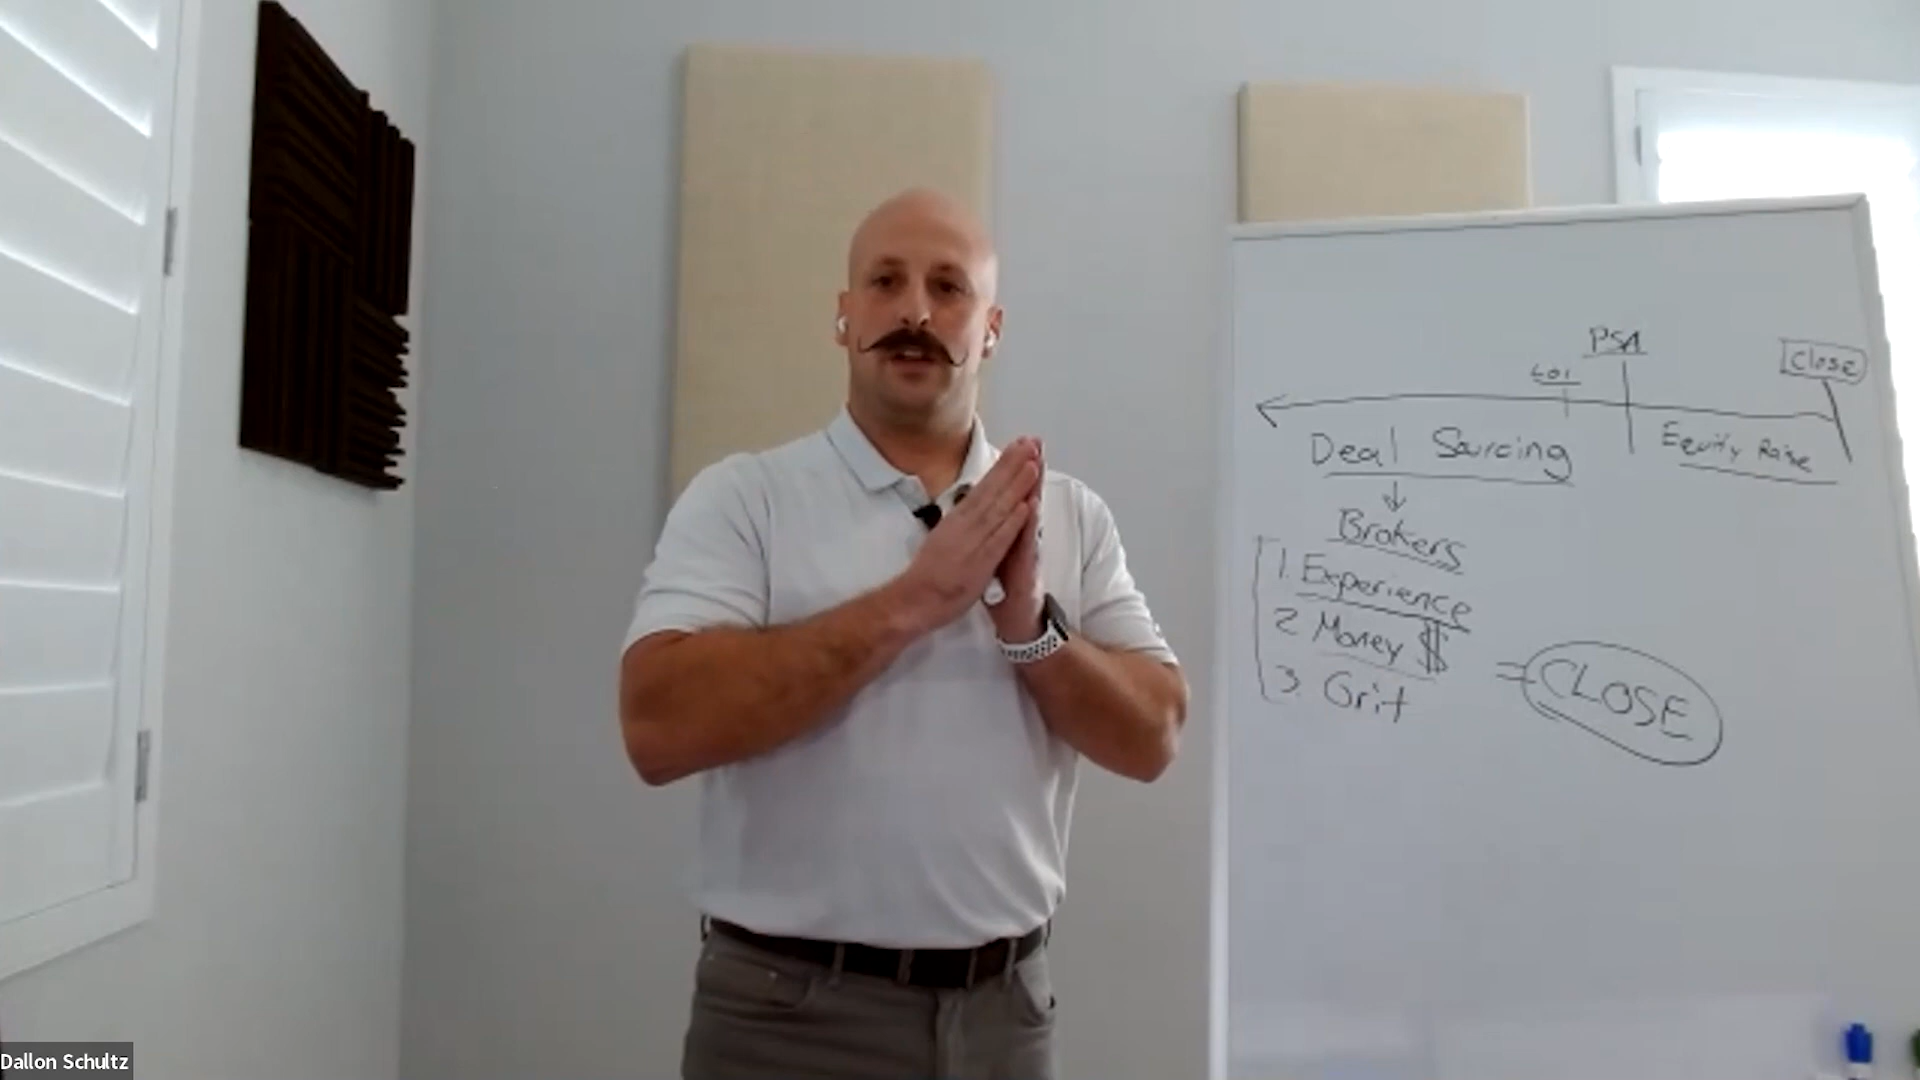 PSA
LOI
Close
Deal Sourcing
Equity Raise
Brokers
1. Experience
2 Money $
3. Grit
= CLOSE
Dallon Schultz